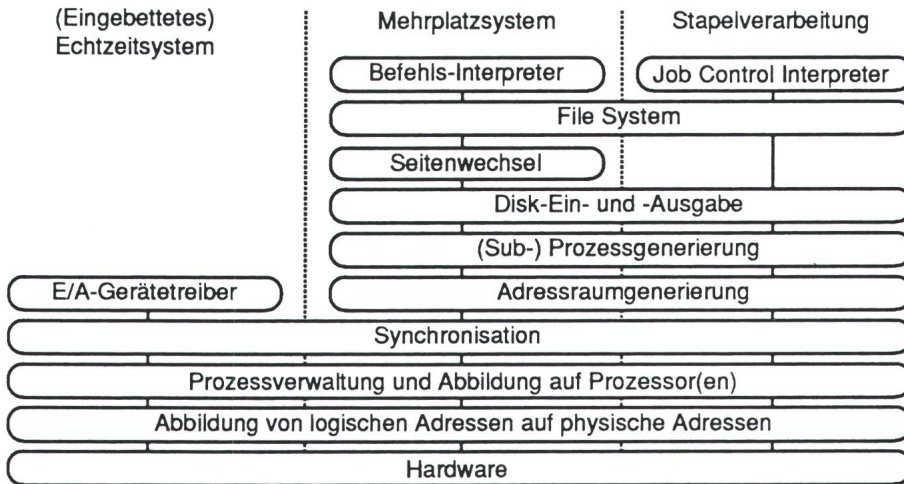 (Eingebettetes)
Echtzeitsystem
Mehrplatzsystem
Stapelverarbeitung
Befehls-Interpreter
Job Control Interpreter
File System
Seitenwechsel
Disk-Ein- und -Ausgabe
(Sub-) Prozessgenerierung
E/A-Gerätetreiber
Adressraumgenerierung
Synchronisation
Prozessverwaltung und Abbildung auf Prozessor(en)
Abbildung von logischen Adressen auf physische Adressen
Hardware